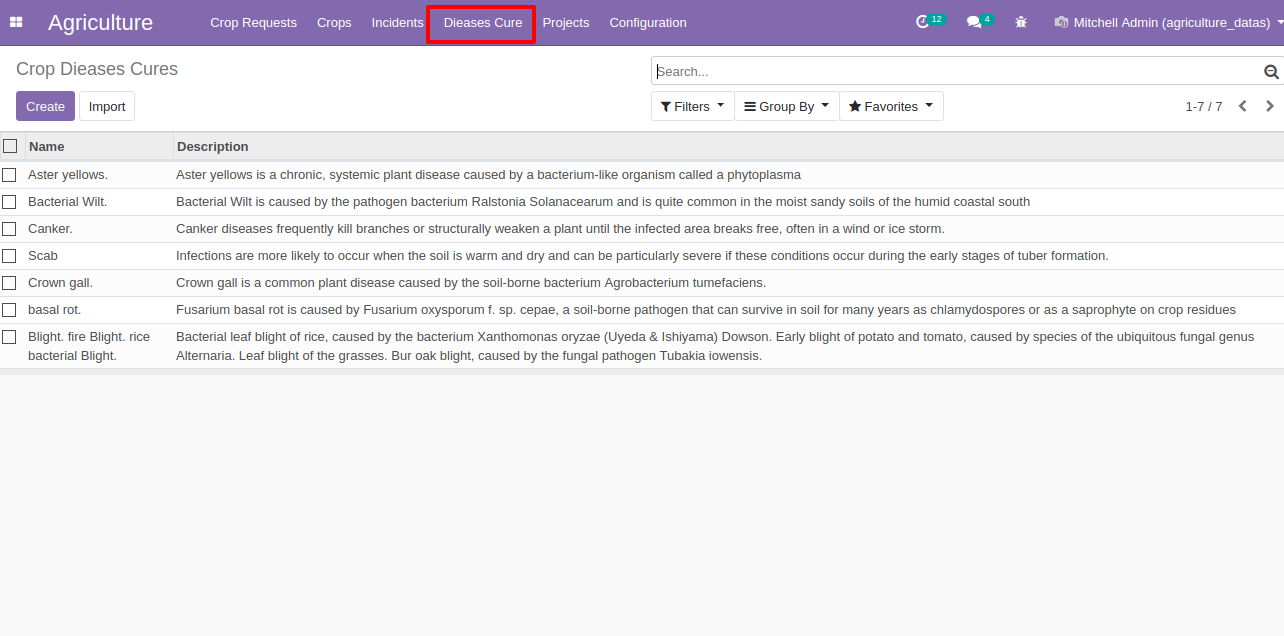 Agriculture Crop Requests Crops Incidents Dieases Cure Projects Configuration 12 4 Mitchell Admin (agriculture_datas)
Crop Dieases Cures
Search...
Create Import
Filters Group By Favorites 1-7 / 7
Name Description
Aster yellows. Aster yellows is a chronic, systemic plant disease caused by a bacterium-like organism called a phytoplasma
Bacterial Wilt. Bacterial Wilt is caused by the pathogen bacterium Ralstonia Solanacearum and is quite common in the moist sandy soils of the humid coastal south
Canker. Canker diseases frequently kill branches or structurally weaken a plant until the infected area breaks free, often in a wind or ice storm.
Scab Infections are more likely to occur when the soil is warm and dry and can be particularly severe if these conditions occur during the early stages of tuber formation.
Crown gall. Crown gall is a common plant disease caused by the soil-borne bacterium Agrobacterium tumefaciens.
basal rot. Fusarium basal rot is caused by Fusarium oxysporum f. sp. cepae, a soil-borne pathogen that can survive in soil for many years as chlamydospores or as a saprophyte on crop residues
Blight. fire Blight. rice Bacterial leaf blight of rice, caused by the bacterium Xanthomonas oryzae (Uyeda & Ishiyama) Dowson. Early blight of potato and tomato, caused by species of the ubiquitous fungal genus
bacterial Blight. Alternaria. Leaf blight of the grasses. Bur oak blight, caused by the fungal pathogen Tubakia iowensis.